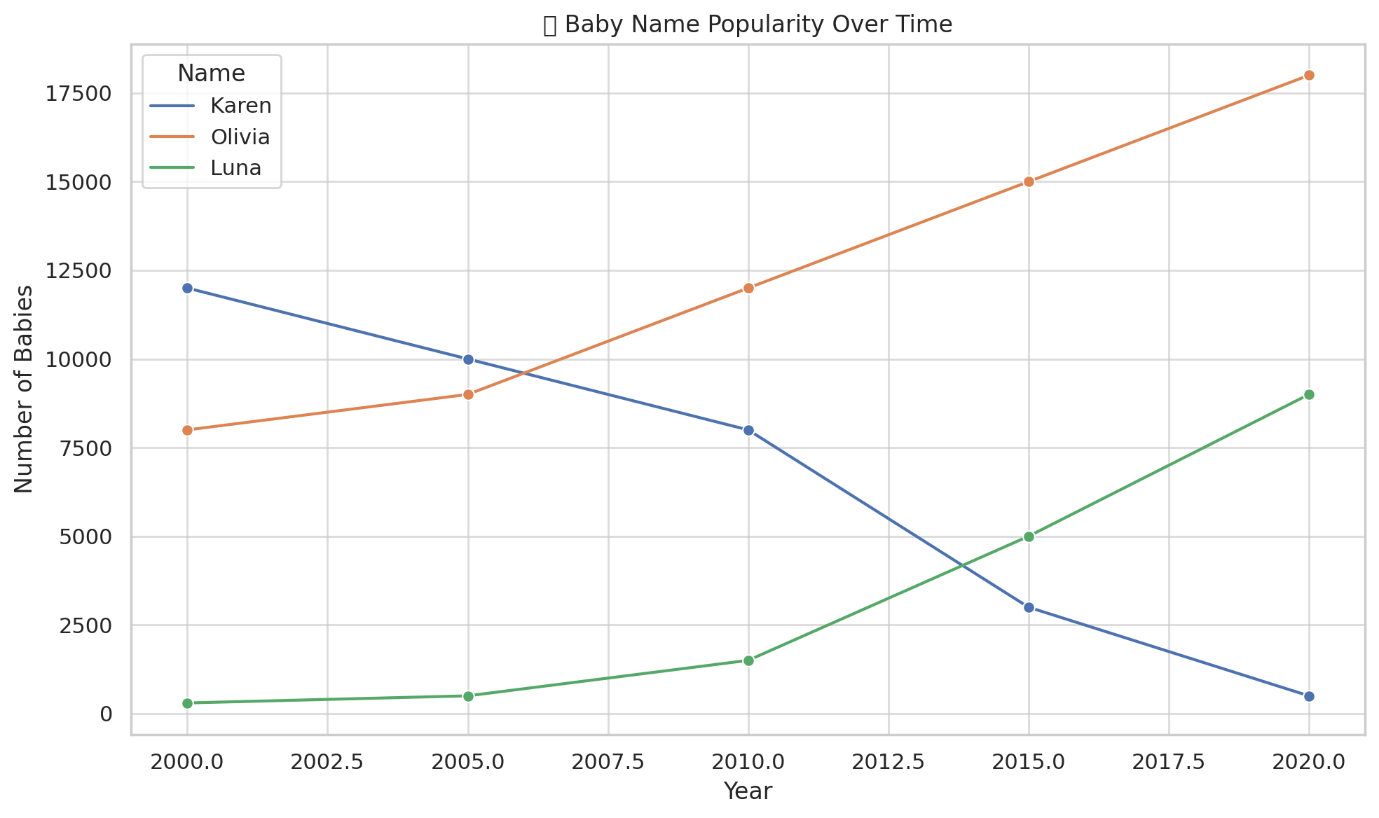 Baby Name Popularity Over Time
Name
Karen
Olivia
Luna
17500
15000
12500
10000
7500
5000
2500
0
Number of Babies
2000.0 2002.5 2005.0 2007.5 2010.0 2012.5 2015.0 2017.5 2020.0
Year